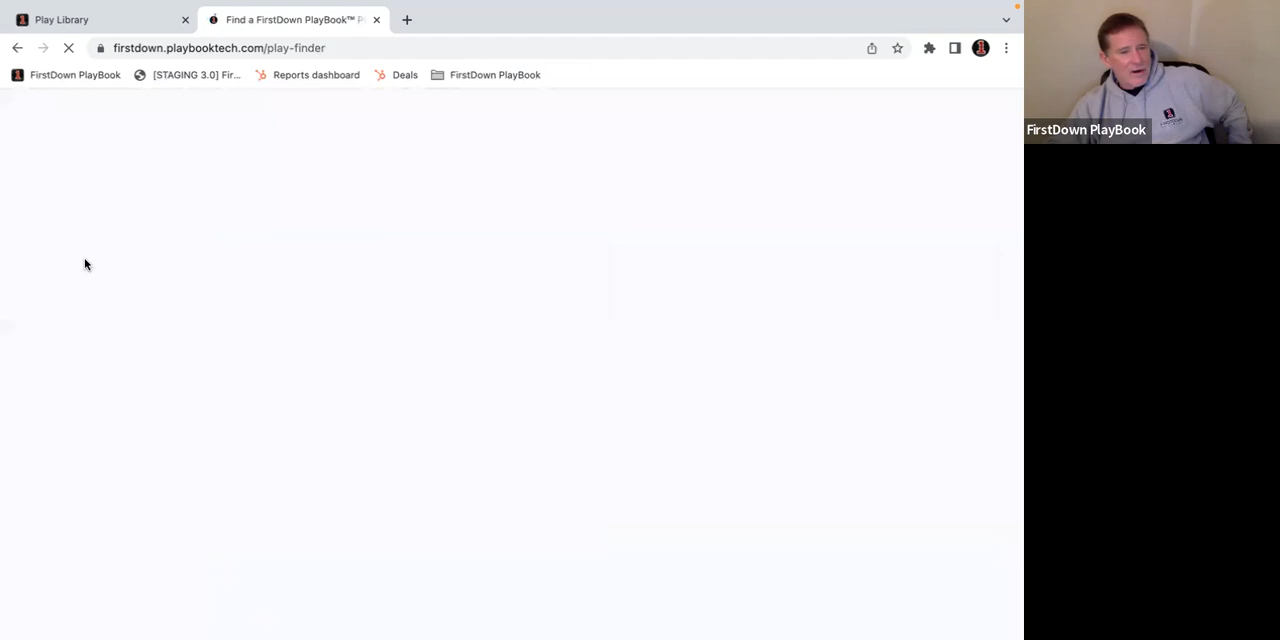 Play Library
Find a FirstDown PlayBook™ P
firstdown.playbooktech.com/play-finder
FirstDown PlayBook
[STAGING 3.0] Fir...
Reports dashboard
Deals
FirstDown PlayBook
FirstDown PlayBook